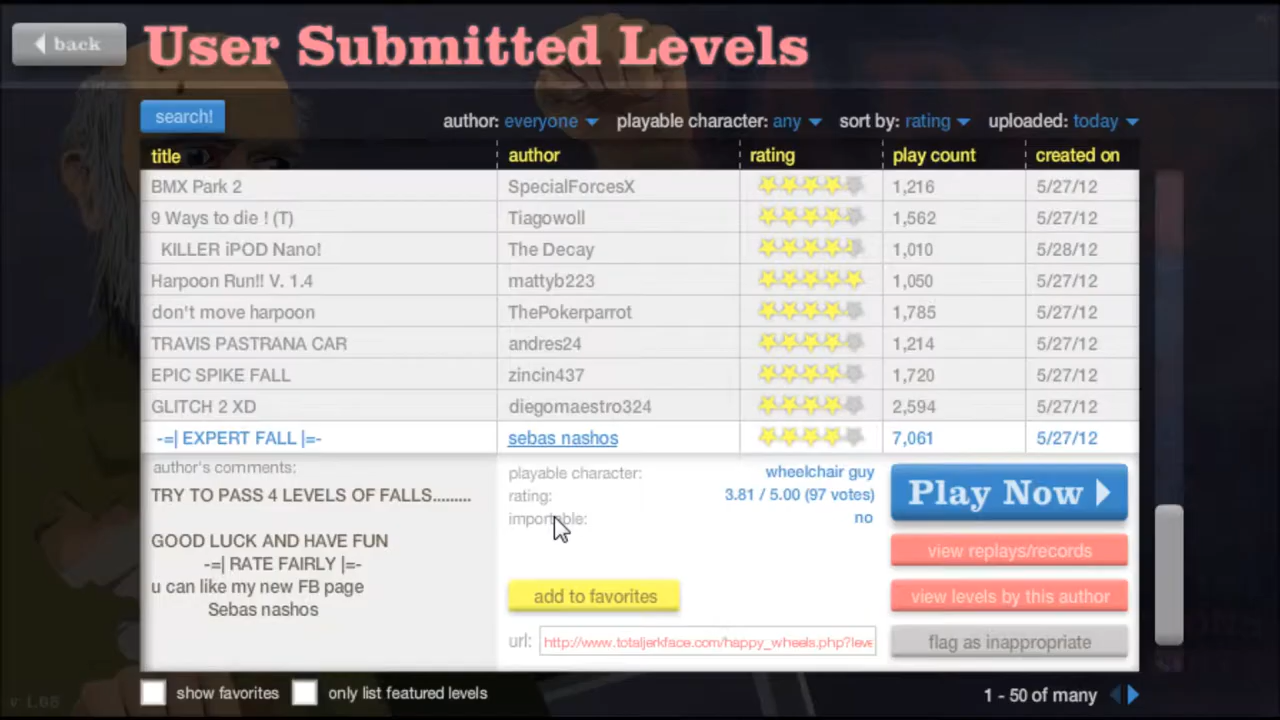 back
User Submitted Levels
search!
author: everyone playable character: any sort by: rating uploaded: today
title author rating play count created on
BMX Park 2 SpecialForcesX 1,216 5/27/12
9 Ways to die ! (T) Tiagowoll 1,562 5/27/12
KILLER iPOD Nano! The Decay 1,010 5/28/12
Harpoon Run!! V. 1.4 mattyb223 1,050 5/27/12
don't move harpoon ThePokerparrot 1,785 5/27/12
TRAVIS PASTRANA CAR andres24 1,214 5/27/12
EPIC SPIKE FALL zincin437 1,720 5/27/12
GLITCH 2 XD diegomaestro324 2,594 5/27/12
-=| EXPERT FALL |=- sebas nashos 7,061 5/27/12
author's comments:
TRY TO PASS 4 LEVELS OF FALLS.........
GOOD LUCK AND HAVE FUN
-=| RATE FAIRLY |=-
u can like my new FB page
Sebas nashos
playable character: wheelchair guy
rating: 3.81 / 5.00 (97 votes)
importable: no
add to favorites
url: http://www.totaljerkface.com/happy_wheels.php?leve
Play Now
view replays/records
view levels by this author
flag as inappropriate
show favorites only list featured levels 1 - 50 of many
v 1.08